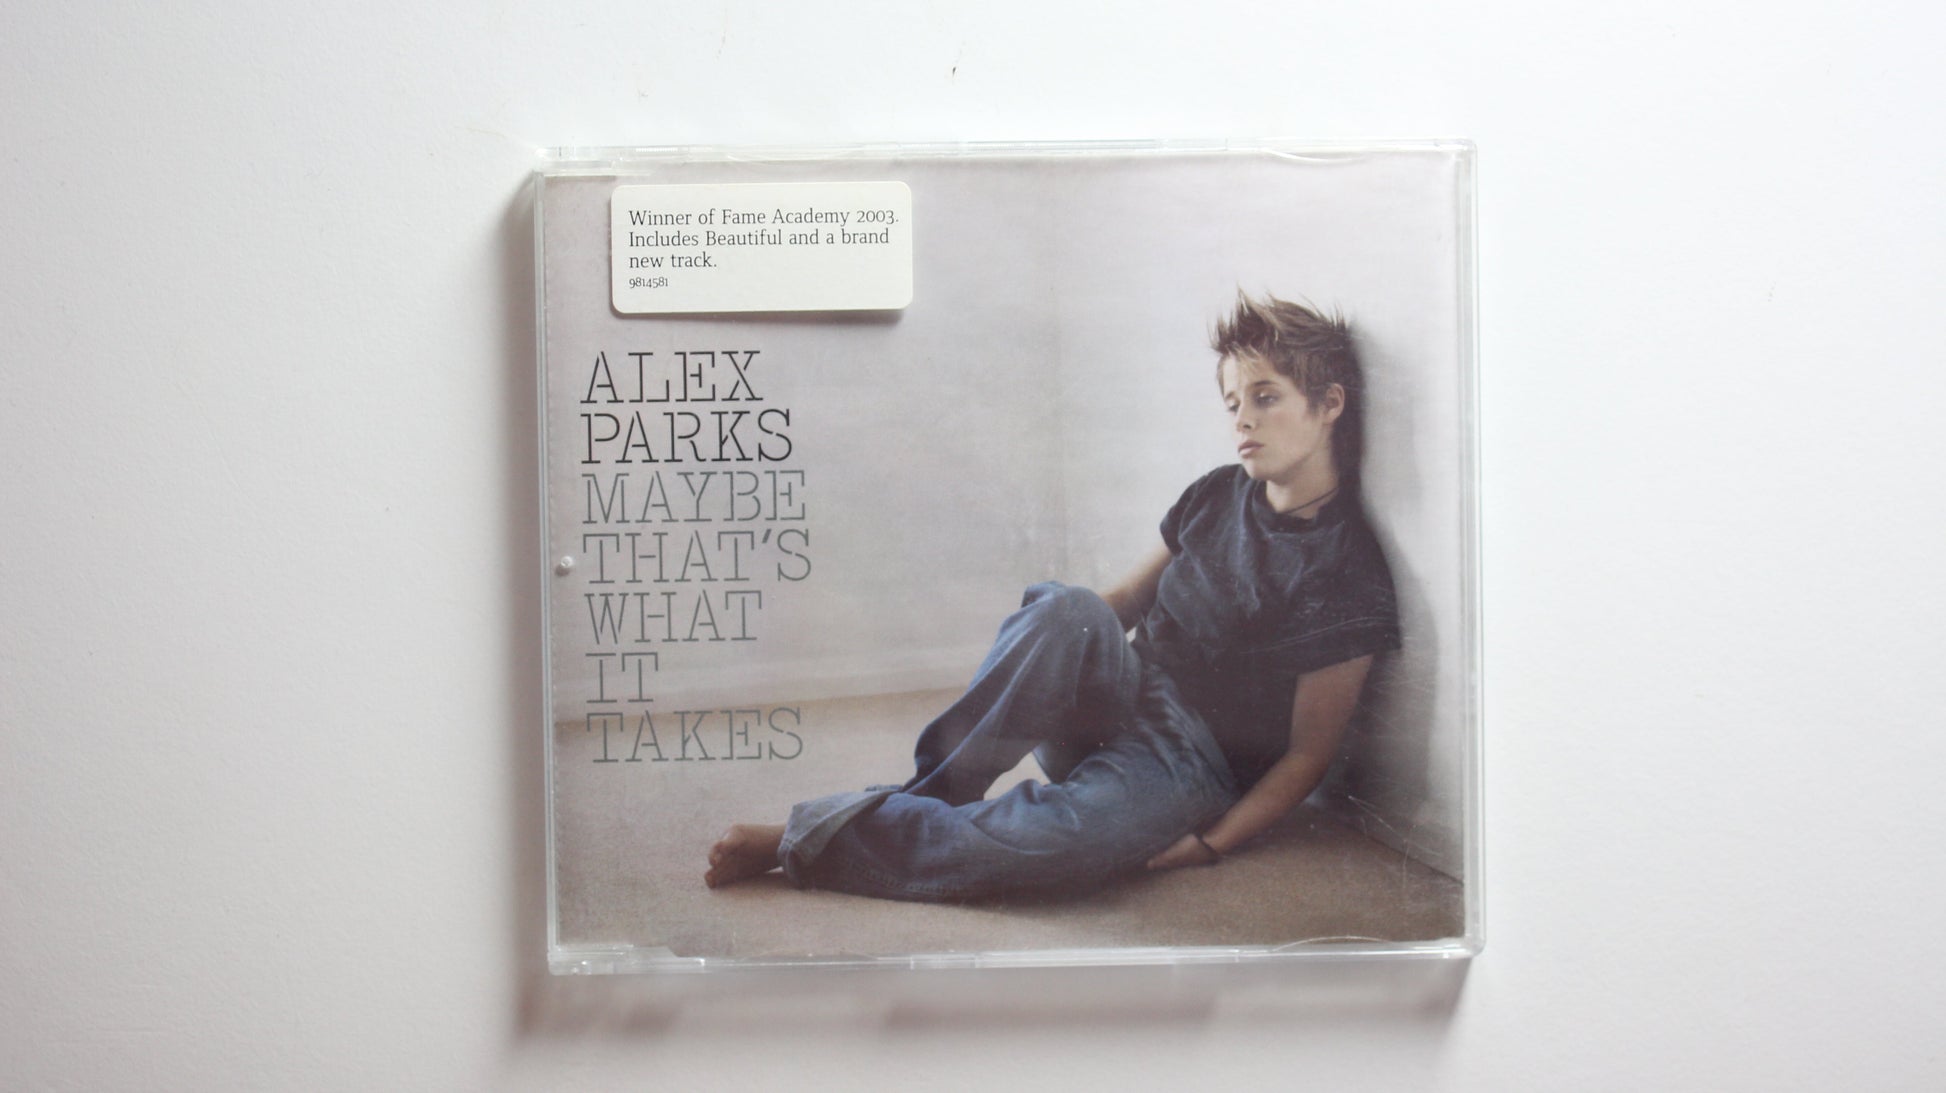 Winner of Fame Academy 2003.
Includes Beautiful and a brand
new track.
9814581
ALEX
PARKS
MAYBE
THAT'S
WHAT
IT
TAKES